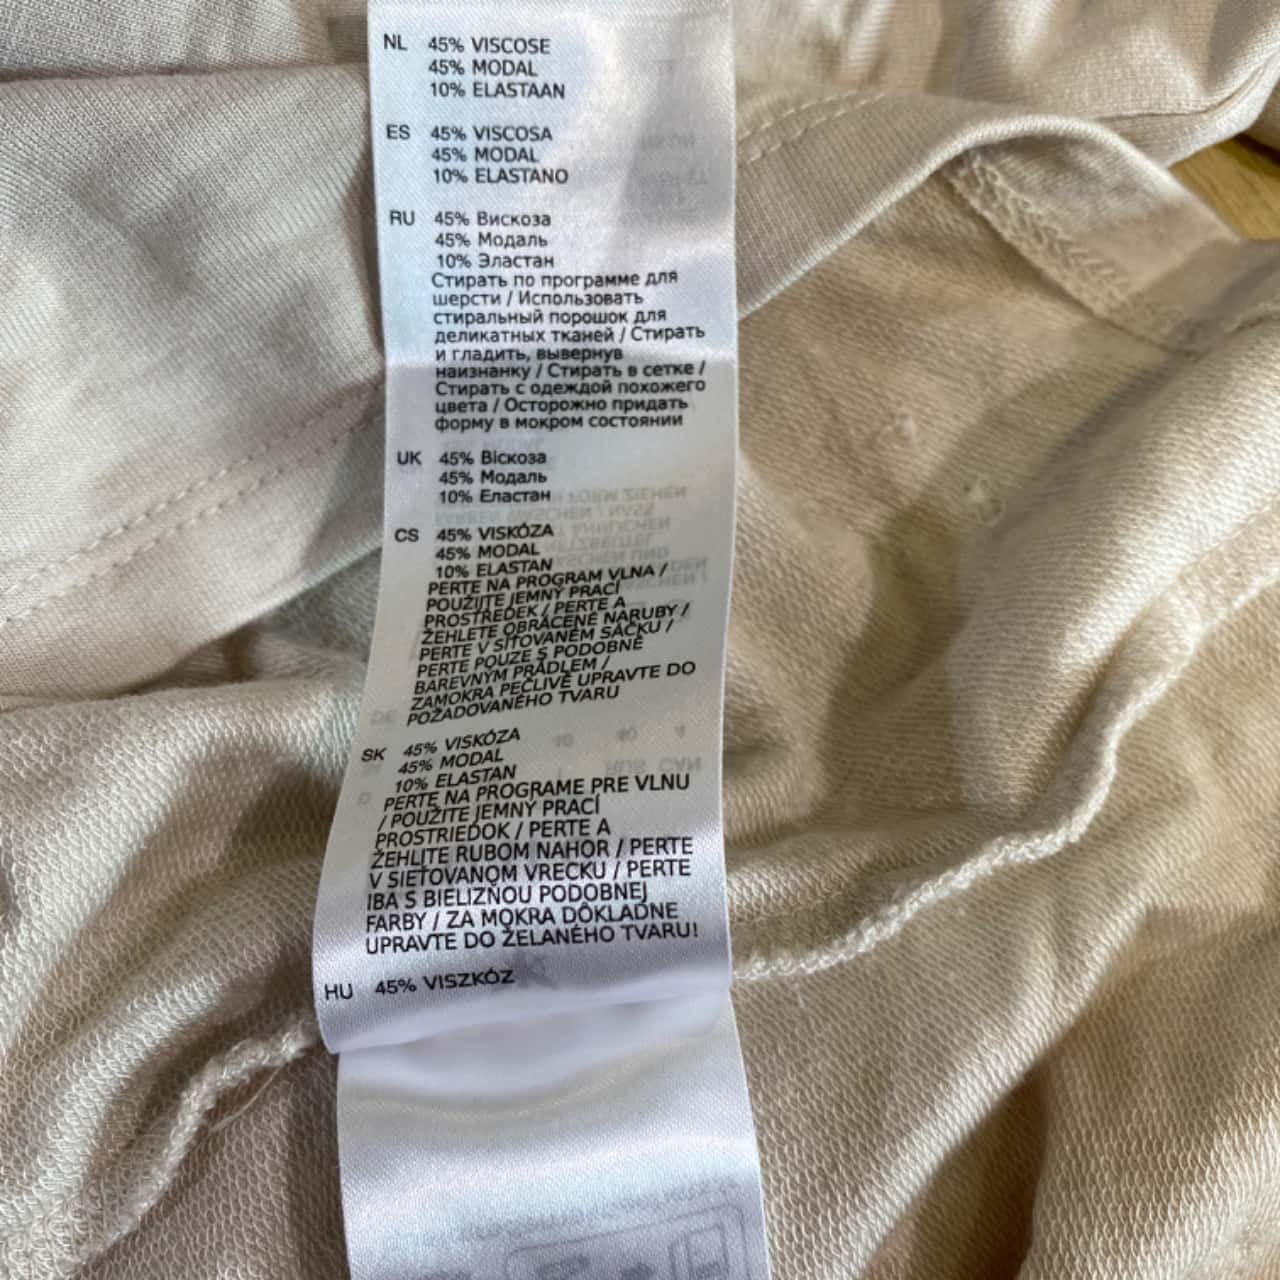 NL 45% VISCOSE
45% MODAL
10% ELASTAAN
ES 45% VISCOSA
45% MODAL
10% ELASTANO
RU 45% Вискоза
45% Модаль
10% Эластан
Стирать по программе для
шерсти / Использовать
стиральный порошок для
деликатных тканей / Стирать
и гладить, вывернув
наизнанку / Стирать в сетке /
Стирать с одеждой похожего
цвета / Осторожно придать
форму в мокром состоянии
UK 45% Віскоза
45% Модаль
10% Еластан
CS 45% VISKÓZA
45% MODAL
10% ELASTAN
PERTE NA PROGRAM VLNA /
POUŽIJTE JEMNÝ PRACÍ
PROSTŘEDEK / PERTE A
ŽEHLETE OBRÁCENÉ NARUBY /
PERTE V SÍŤOVANÉM SÁČKU /
PERTE POUZE S PODOBNĚ
BAREVNÝM PRÁDLEM /
ZAMOKRA PEČLIVĚ UPRAVTE DO
POŽADOVANÉHO TVARU
SK 45% VISKÓZA
45% MODAL
10% ELASTAN
PERTE NA PROGRAME PRE VLNU
/ POUŽITE JEMNÝ PRACÍ
PROSTRIEDOK / PERTE A
ŽEHLITE RUBOM NAHOR / PERTE
V SIEŤOVANOM VRECKU / PERTE
IBA S BIELIZŇOU PODOBNEJ
FARBY / ZA MOKRA DÔKLADNE
UPRAVTE DO ŽELANÉHO TVARU!
HU 45% VISZKÓZ